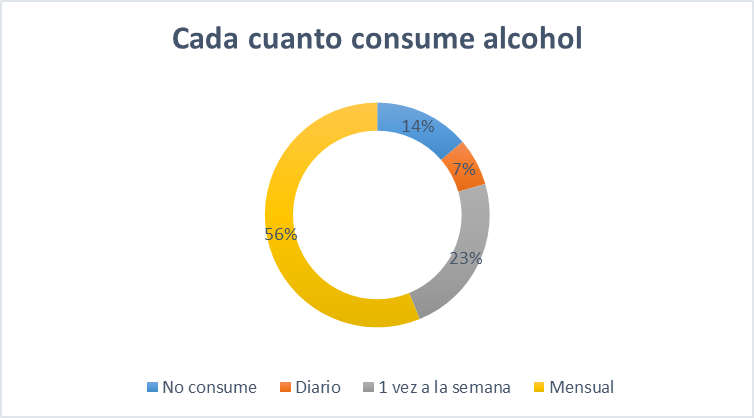 Cada cuanto consume alcohol
14%
7%
56%
23%
No consume
Diario
1 vez a la semana
Mensual